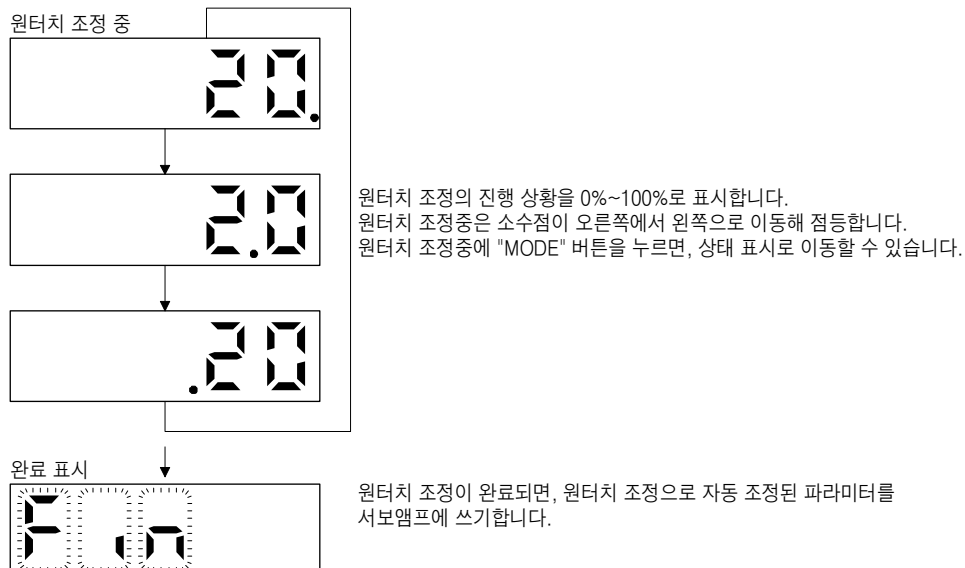 원터치 조정 중
20.
2.0
원터치 조정의 진행 상황을 0%~100%로 표시합니다.
원터치 조정중은 소수점이 오른쪽에서 왼쪽으로 이동해 점등합니다.
원터치 조정중에 "MODE" 버튼을 누르면, 상태 표시로 이동할 수 있습니다.
.20
완료 표시
Fin
원터치 조정이 완료되면, 원터치 조정으로 자동 조정된 파라미터를
서보앰프에 쓰기합니다.